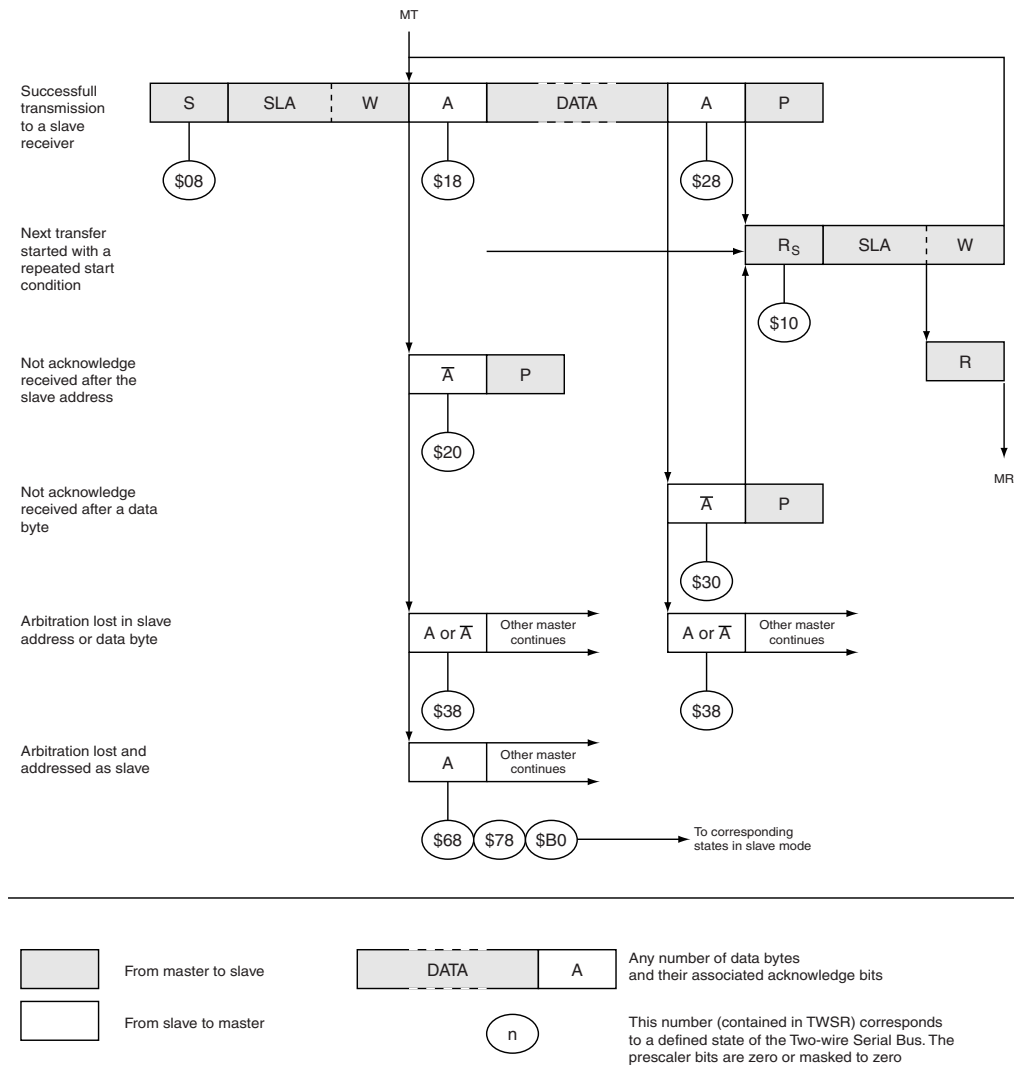 MT
Successfull
transmission
to a slave
receiver
S SLA W A DATA A P
$08 $18 $28
Next transfer
started with a
repeated start
condition
RS SLA W
$10
Not acknowledge
received after the
slave address
A̅ P
R
$20
MR
Not acknowledge
received after a data
byte
A̅ P
$30
Arbitration lost in slave
address or data byte
A or A̅ Other master
continues
A or A̅ Other master
continues
$38 $38
Arbitration lost and
addressed as slave
A Other master
continues
$68 $78 $B0
To corresponding
states in slave mode
From master to slave
DATA A
Any number of data bytes
and their associated acknowledge bits
From slave to master
n
This number (contained in TWSR) corresponds
to a defined state of the Two-wire Serial Bus. The
prescaler bits are zero or masked to zero